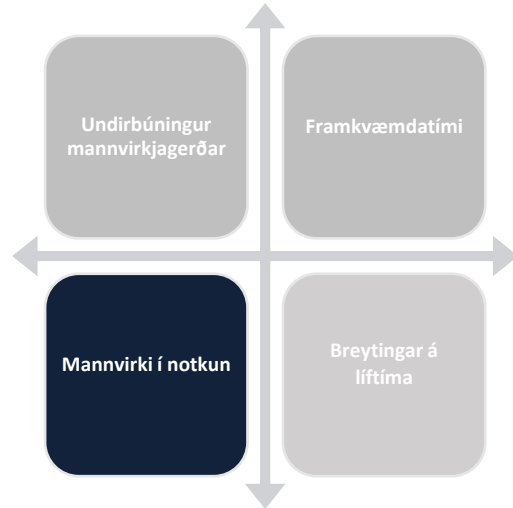 Undirbúningur
mannvirkjagerðar
Framkvæmdatími
Mannvirki í notkun
Breytingar á
líftíma